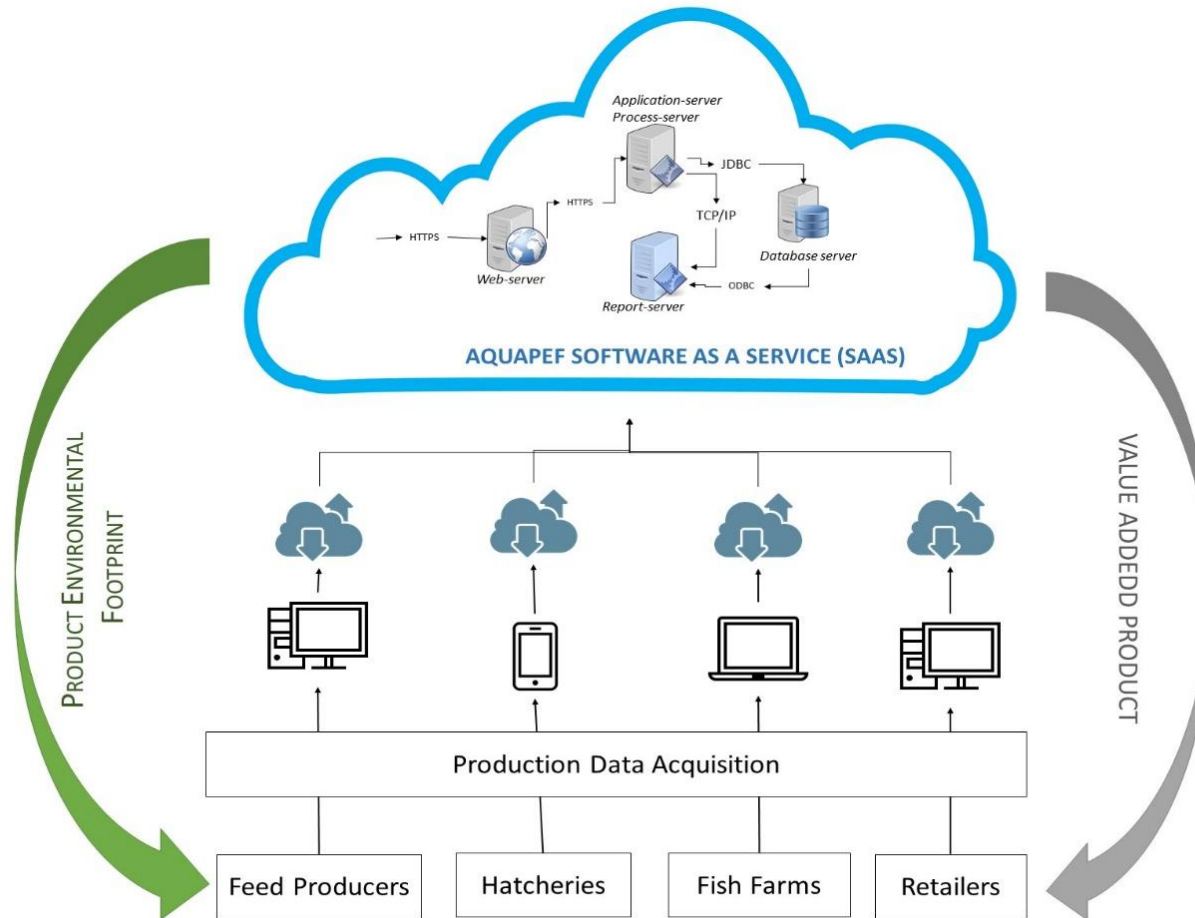 Application-server
Process-server
JDBC
HTTPS
TCP/IP
HTTPS
Database server
Web-server
ODBC
Report-server
AQUAPEF SOFTWARE AS A SERVICE (SAAS)
PRODUCT ENVIRONMENTAL
FOOTPRINT
VALUE ADDEDD PRODUCT
Production Data Acquisition
Feed Producers
Hatcheries
Fish Farms
Retailers